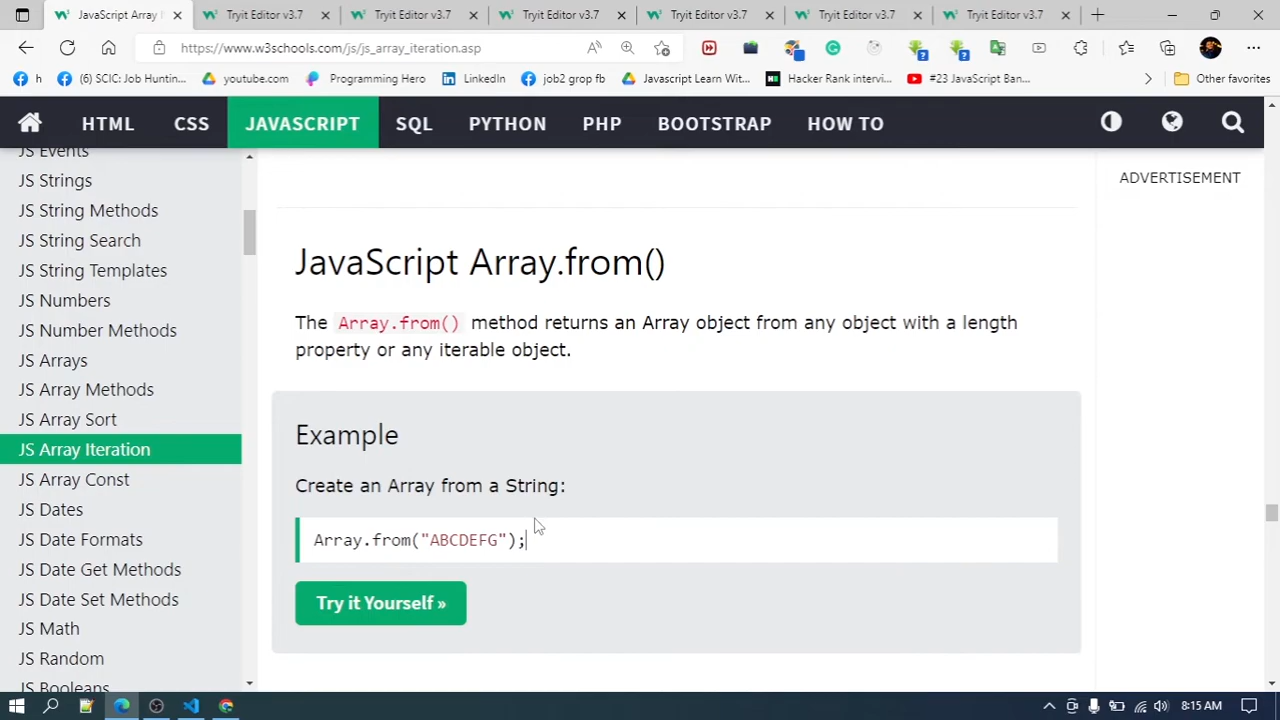 JavaScript Array I
Tryit Editor v3.7
Tryit Editor v3.7
Tryit Editor v3.7
Tryit Editor v3.7
Tryit Editor v3.7
Tryit Editor v3.7
https://www.w3schools.com/js/js_array_iteration.asp
h
(6) SCIC: Job Huntin...
youtube.com
Programming Hero
LinkedIn
job2 grop fb
Javascript Learn Wit...
Hacker Rank intervi...
#23 JavaScript Ban...
Other favorites
HTML
CSS
JAVASCRIPT
SQL
PYTHON
PHP
BOOTSTRAP
HOW TO
JS Events
JS Strings
JS String Methods
JS String Search
JS String Templates
JS Numbers
JS Number Methods
JS Arrays
JS Array Methods
JS Array Sort
JS Array Iteration
JS Array Const
JS Dates
JS Date Formats
JS Date Get Methods
JS Date Set Methods
JS Math
JS Random
JS Booleans
JavaScript Array.from()
The Array.from() method returns an Array object from any object with a length
property or any iterable object.
Example
Create an Array from a String:
Array.from("ABCDEFG");
Try it Yourself »
ADVERTISEMENT
8:15 AM